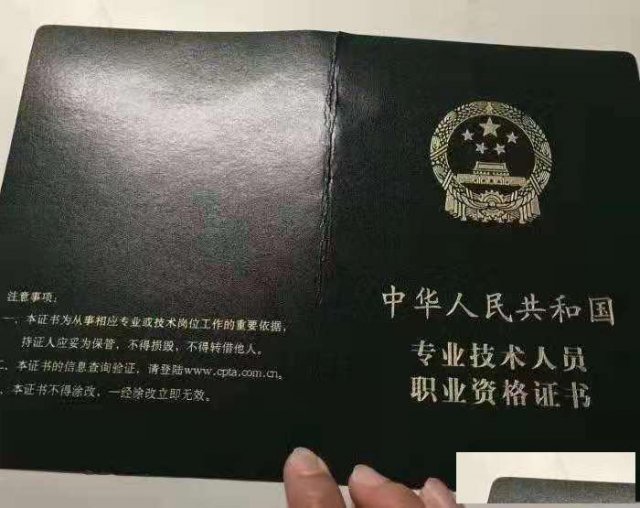 注意事项：
一、本证书为从事相应专业或技术岗位工作的重要依据，
持证人应妥为保管，不得损毁，不得转借他人。
二、本证书的信息查询验证，请登陆www.cpta.com.cn。
三、本证书不得涂改，一经涂改立即无效。
中华人民共和国
专业技术人员
职业资格证书